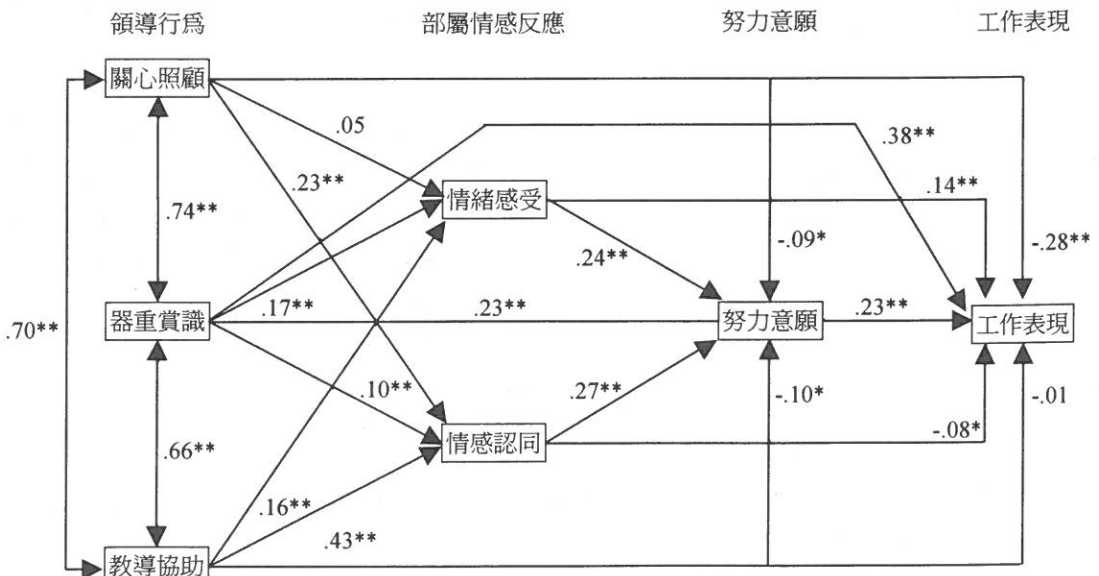 領導行爲 部屬情感反應 努力意願 工作表現
關心照顧
.05
.38**
.23**
.14**
情緒感受
.74**
-.09*
-.28**
.24**
.17**
.23**
.23**
器重賞識
努力意願
工作表現
.70**
.10**
.27**
-.10*
-.01
情感認同
-.08*
.66**
.16**
.43**
教導協助